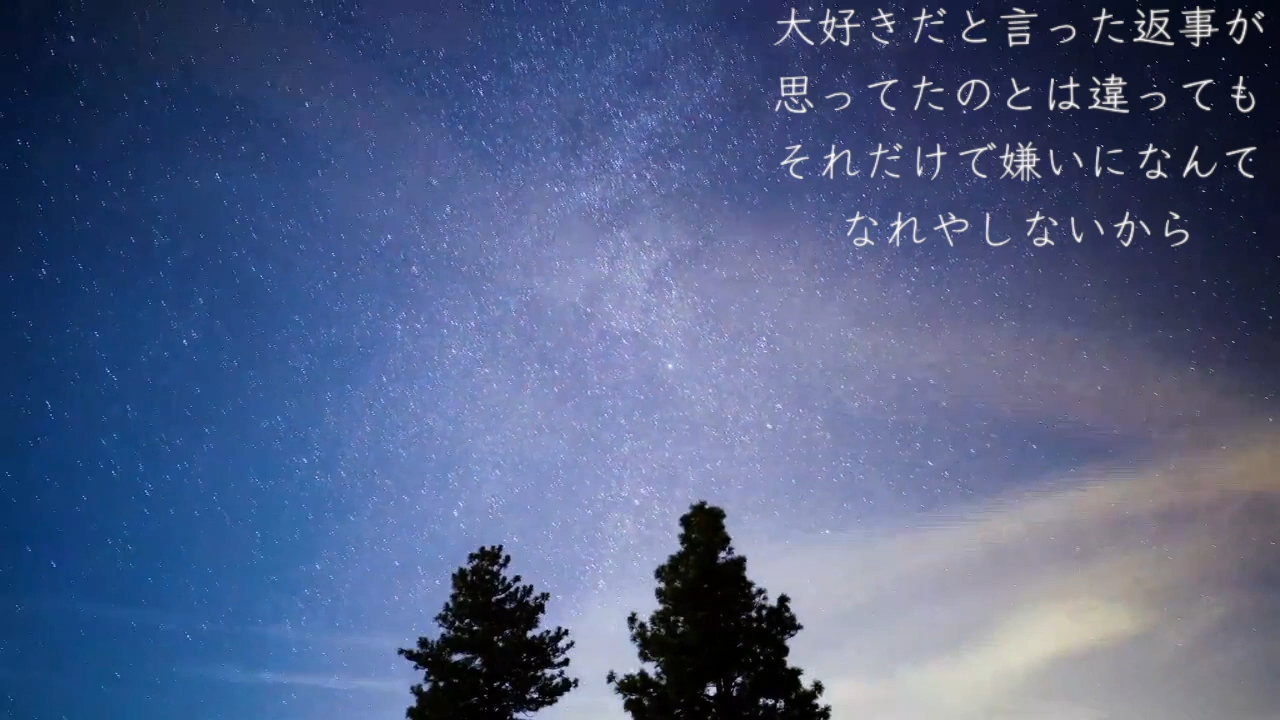 大好きだと言った返事が
思ってたのとは違っても
それだけで嫌いになんて
なれやしないから